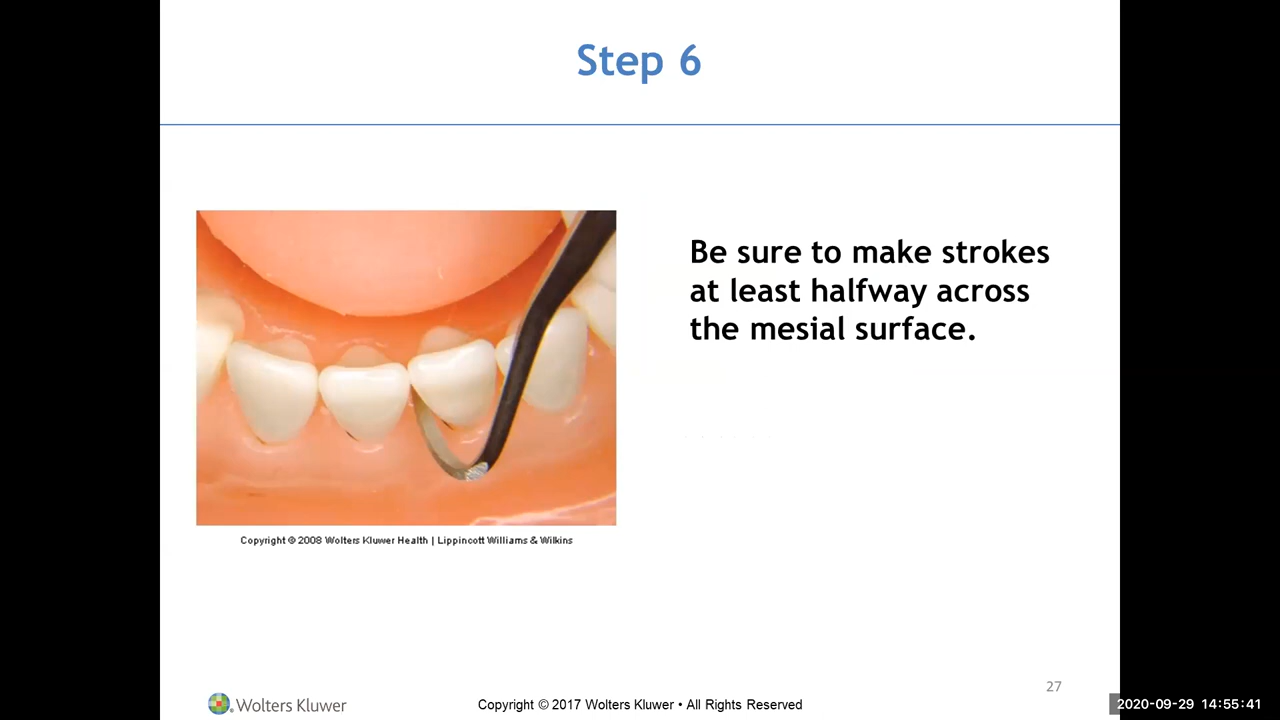 Step 6
Be sure to make strokes
at least halfway across
the mesial surface.
Copyright © 2008 Wolters Kluwer Health | Lippincott Williams & Wilkins
27
Wolters Kluwer
Copyright © 2017 Wolters Kluwer • All Rights Reserved
2020-09-29 14:55:41